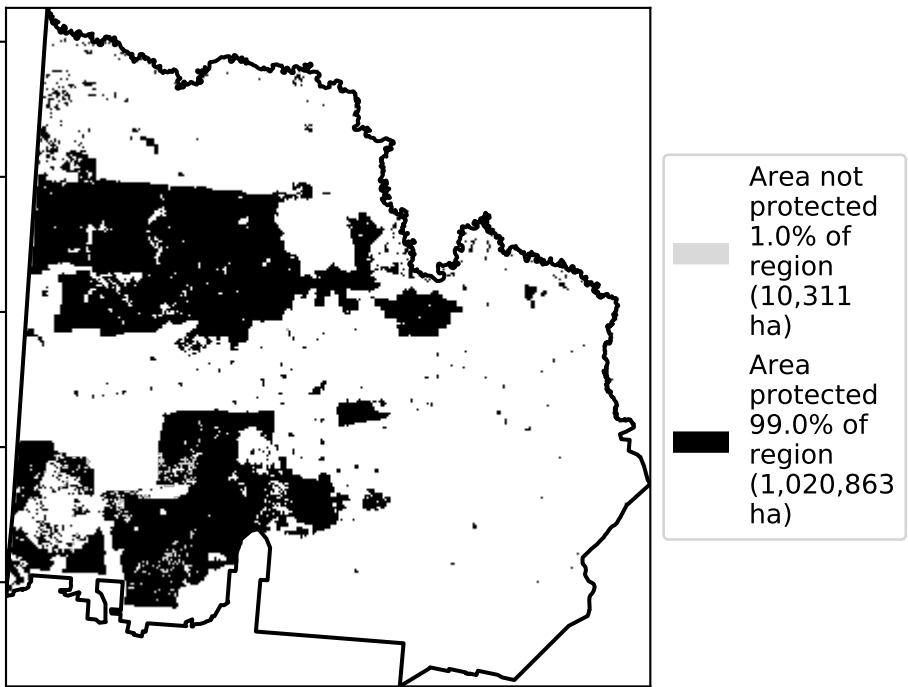 Area not
protected
1.0% of
region
(10,311
ha)
Area
protected
99.0% of
region
(1,020,863
ha)